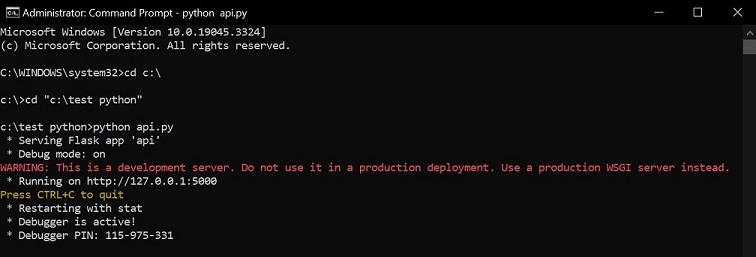 Administrator: Command Prompt - python  api.py
Microsoft Windows [Version 10.0.19045.3324]
(c) Microsoft Corporation. All rights reserved.
C:\WINDOWS\system32>cd c:\
c:\>cd "c:\test python"
c:\test python>python api.py
 * Serving Flask app 'api'
 * Debug mode: on
WARNING: This is a development server. Do not use it in a production deployment. Use a production WSGI server instead.
 * Running on http://127.0.0.1:5000
Press CTRL+C to quit
 * Restarting with stat
 * Debugger is active!
 * Debugger PIN: 115-975-331